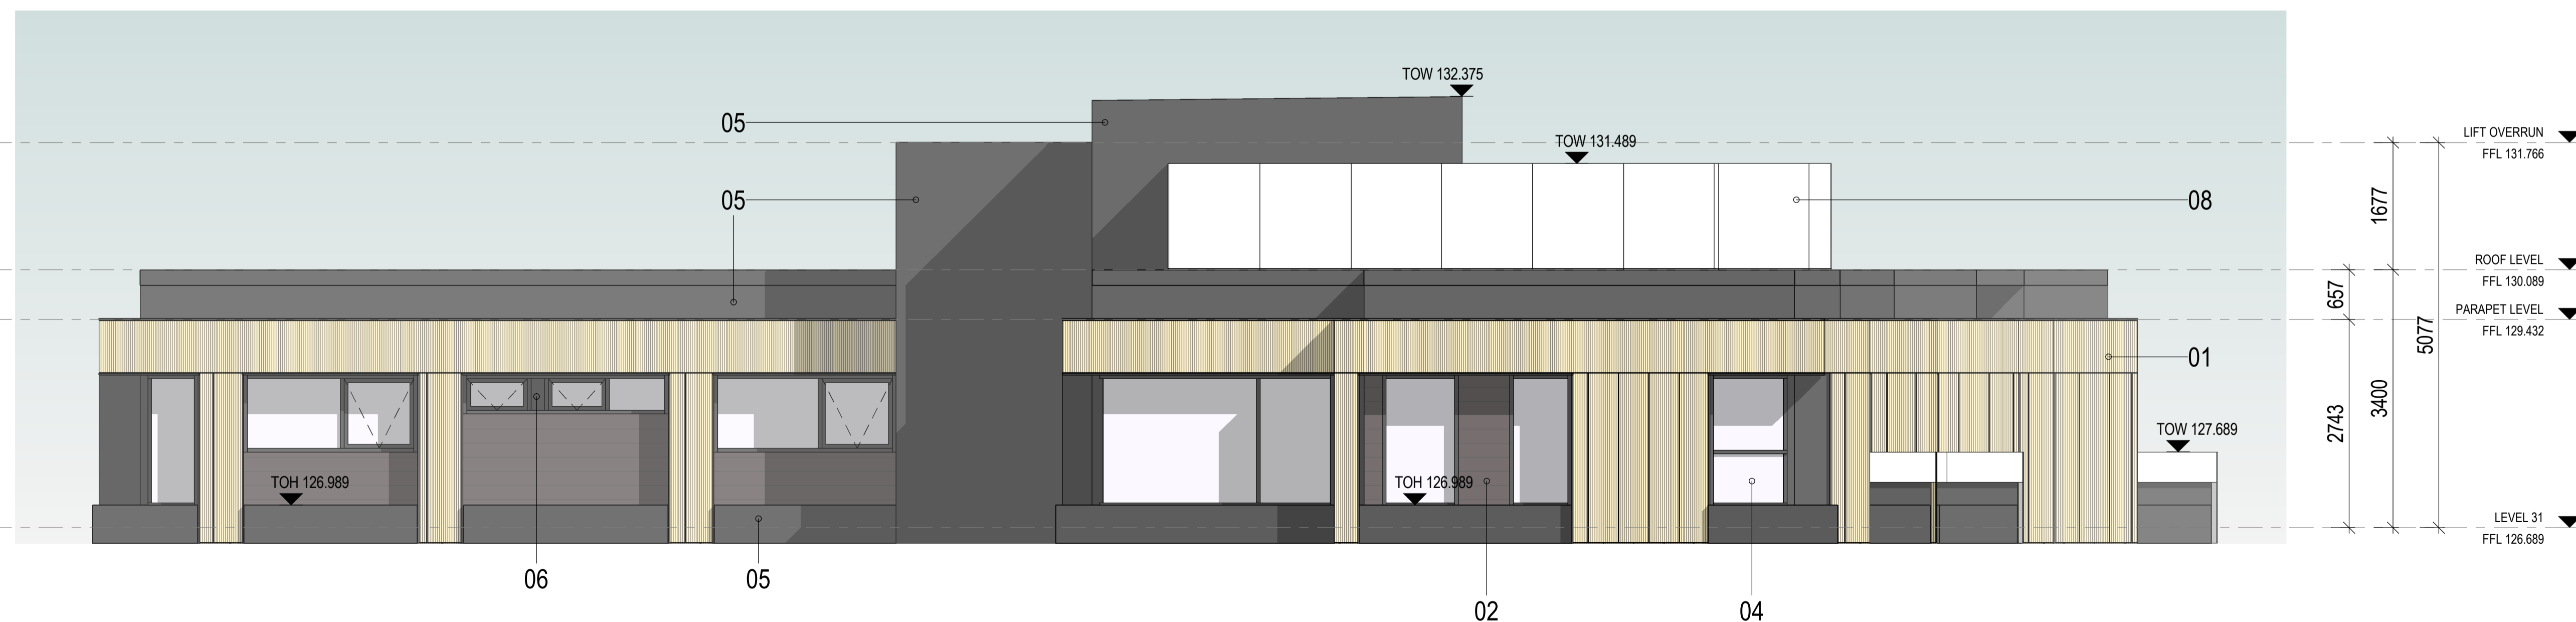 TOW 132.375
05
LIFT OVERRUN
FFL 131.766
TOW 131.489
05
08
1677
ROOF LEVEL
FFL 130.089
657
PARAPET LEVEL
FFL 129.432
5077
01
3400
2743
TOW 127.689
TOH 126.989
TOH 126.989
LEVEL 31
FFL 126.689
06
05
02
04